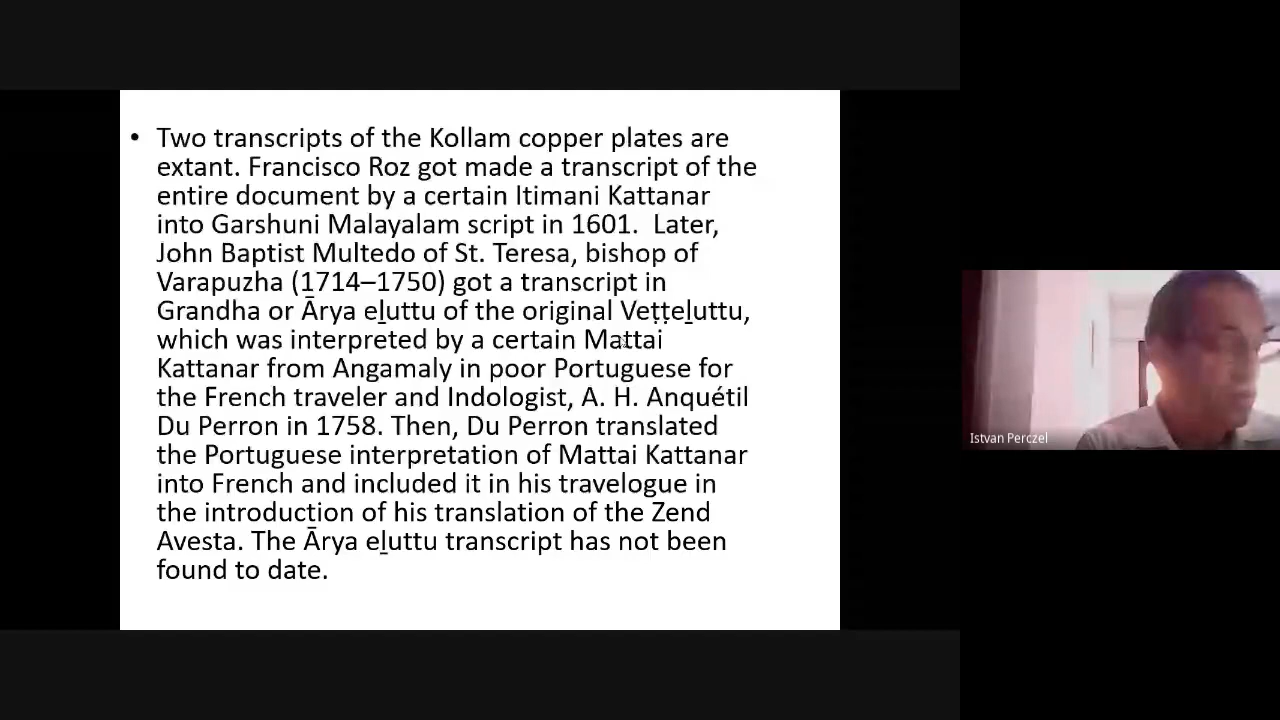 • Two transcripts of the Kollam copper plates are
extant. Francisco Roz got made a transcript of the
entire document by a certain Itimani Kattanar
into Garshuni Malayalam script in 1601.  Later,
John Baptist Multedo of St. Teresa, bishop of
Varapuzha (1714–1750) got a transcript in
Grandha or Ārya eḻuttu of the original Veṭṭeḻuttu,
which was interpreted by a certain Mattai
Kattanar from Angamaly in poor Portuguese for
the French traveler and Indologist, A. H. Anquétil
Du Perron in 1758. Then, Du Perron translated
the Portuguese interpretation of Mattai Kattanar
into French and included it in his travelogue in
the introduction of his translation of the Zend
Avesta. The Ārya eḻuttu transcript has not been
found to date.
Istvan Perczel